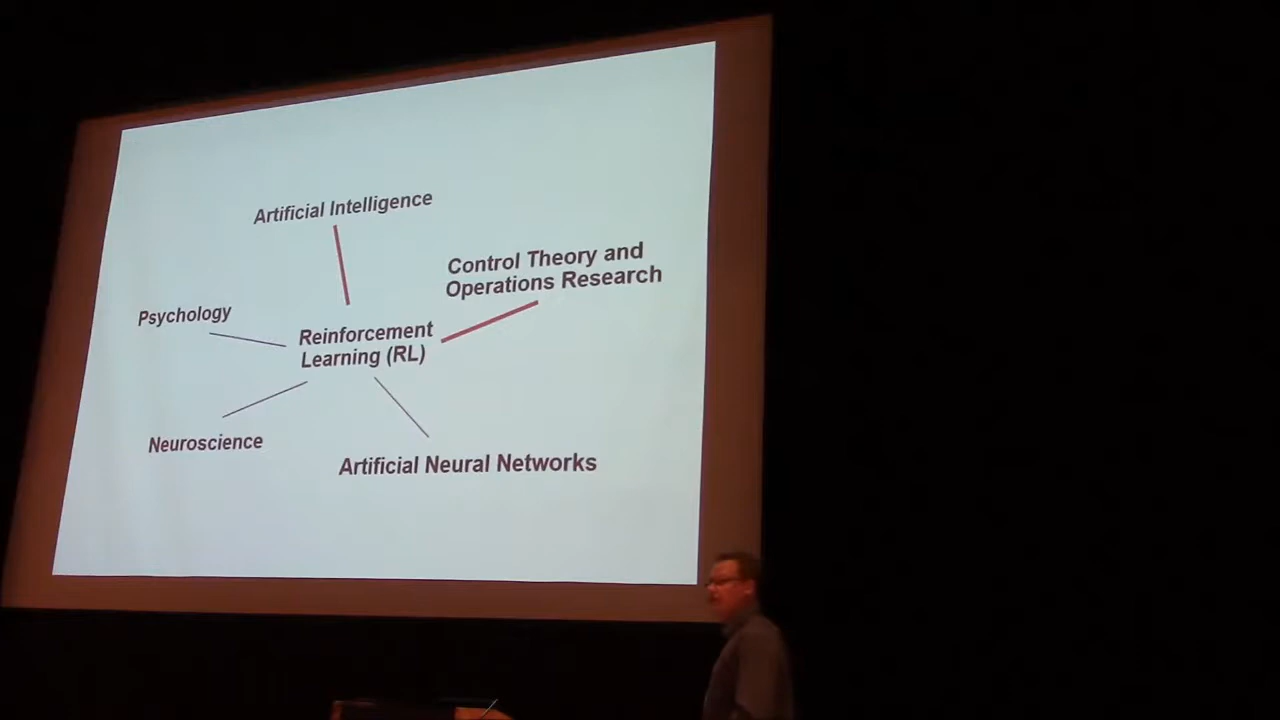 Artificial Intelligence
Control Theory and
Operations Research
Psychology
Reinforcement
Learning (RL)
Neuroscience
Artificial Neural Networks